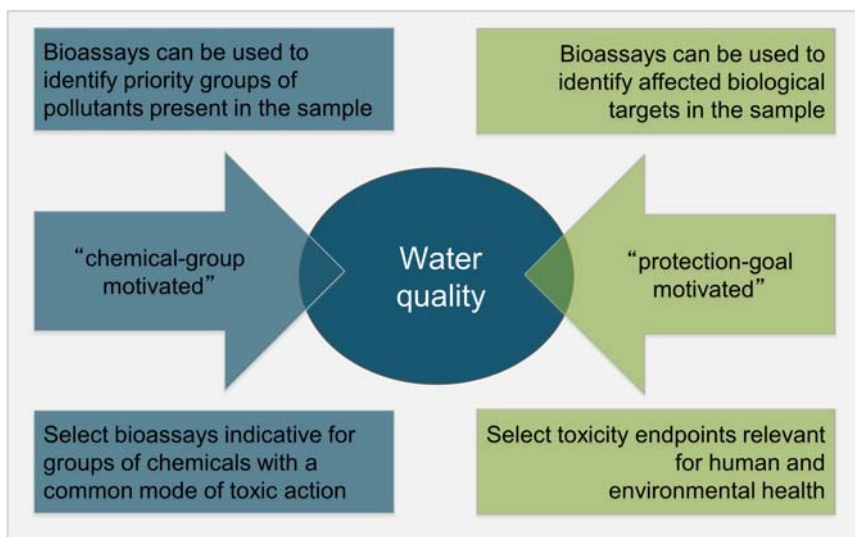 Bioassays can be used to
identify priority groups of
pollutants present in the sample
Bioassays can be used to
identify affected biological
targets in the sample
“chemical-group
motivated”
Water
quality
“protection-goal
motivated”
Select bioassays indicative for
groups of chemicals with a
common mode of toxic action
Select toxicity endpoints relevant
for human and
environmental health